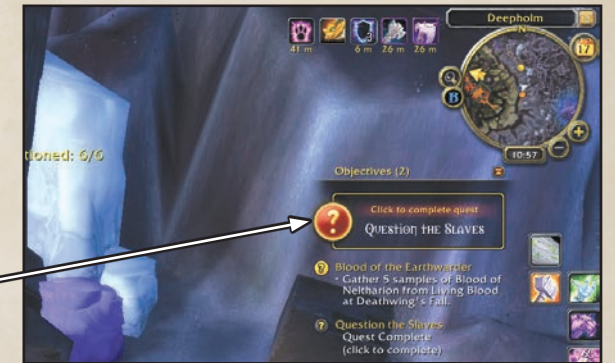 Deepholm
N
17
41 m
3
6 m
26 m
26 m
B
10:57
tioned: 6/6
Objectives (2)
Click to complete quest
Question the Slaves
Blood of the Earthwarder
- Gather 5 samples of Blood of
Neltharion from Living Blood
at Deathwing's Fall.
Question the Slaves
Quest Complete
(click to complete)